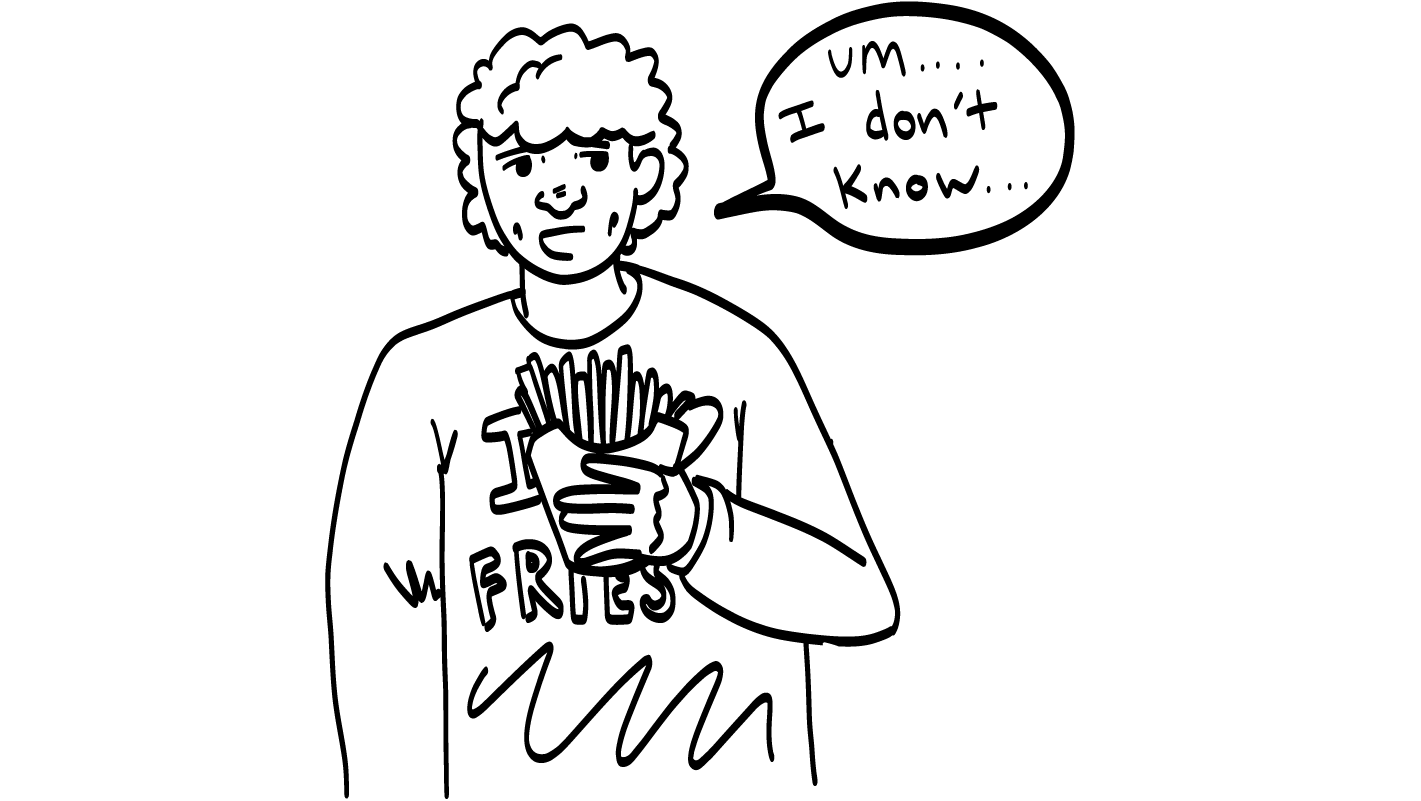 um....
I don't
know...
I
FRIES